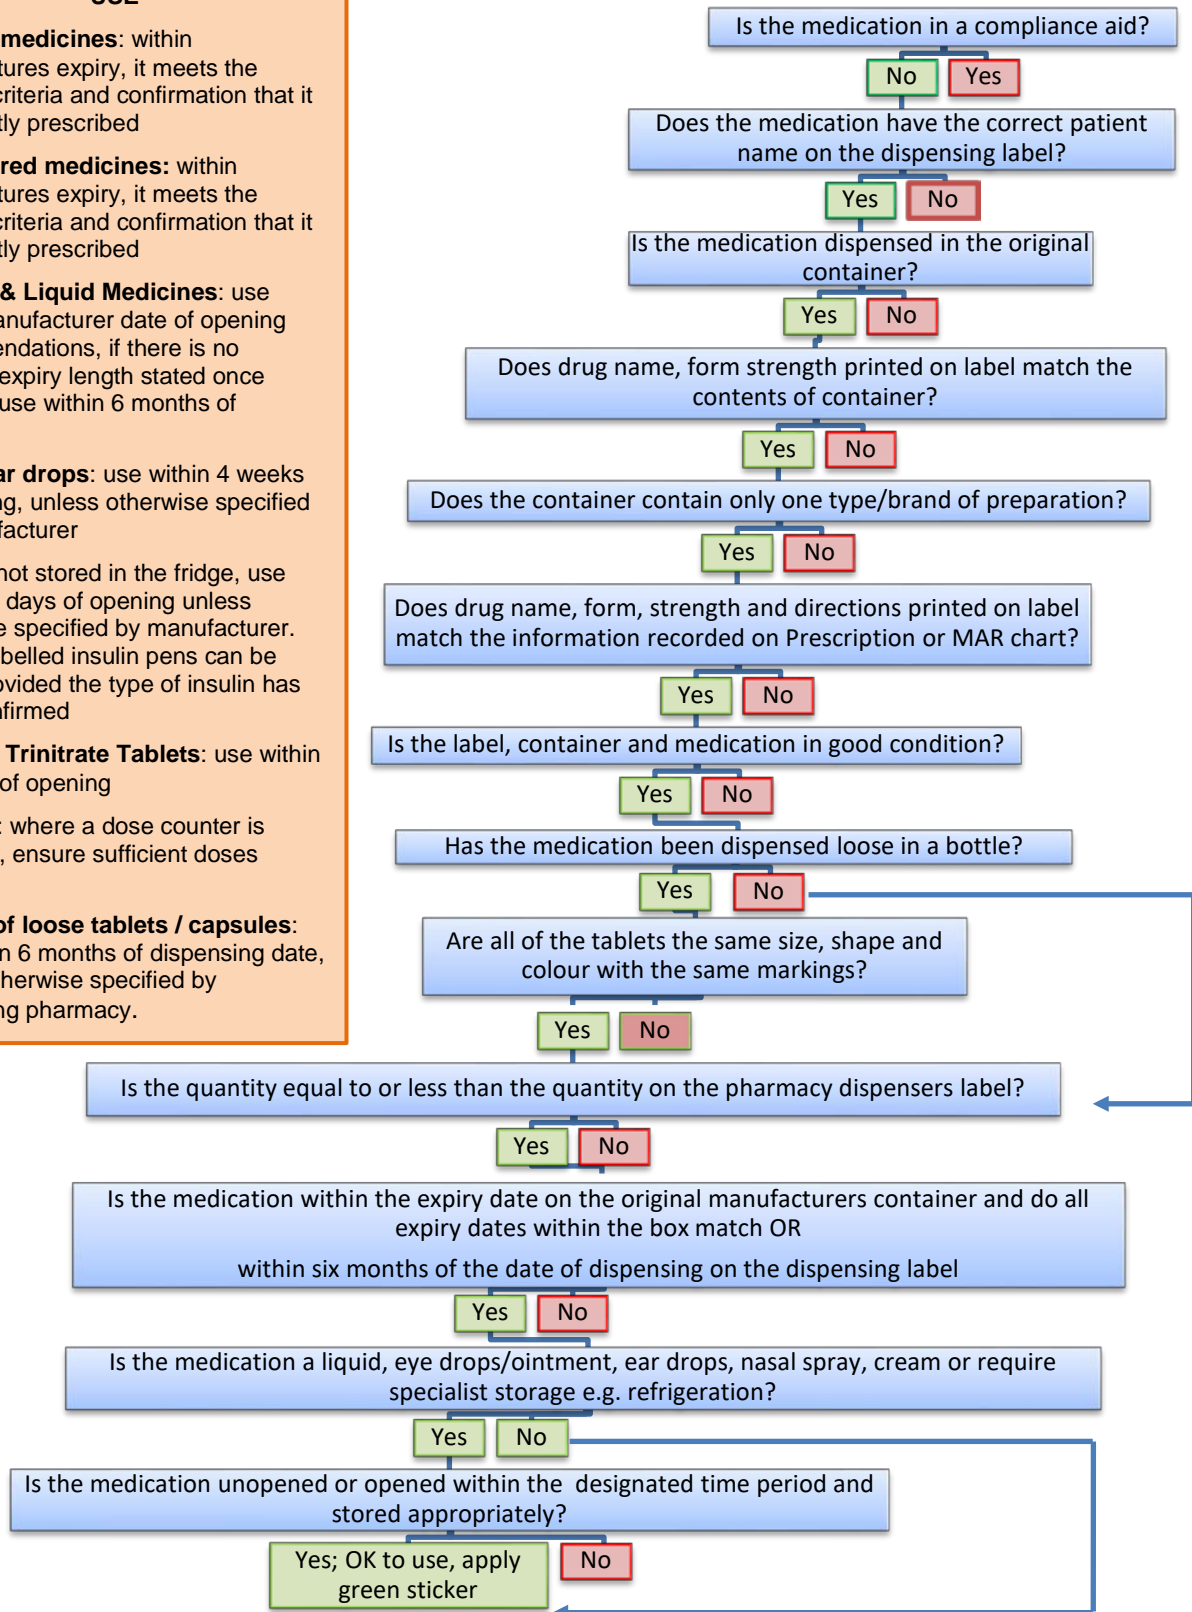 medicines: within
expiry, it meets the
criteria and confirmation that it
prescribed
medicines: within
expiry, it meets the
criteria and confirmation that it
prescribed
& Liquid Medicines: use
date of opening
if there is no
expiry length stated once
use within 6 months of
drops: use within 4 weeks
unless otherwise specified
not stored in the fridge, use
days of opening unless
specified by manufacturer.
insulin pens can be
the type of insulin has
Trinitrate Tablets: use within
of opening
: where a dose counter is
, ensure sufficient doses
of loose tablets / capsules:
6 months of dispensing date,
specified by
pharmacy.
Is the medication in a compliance aid?
No Yes
Does the medication have the correct patient
name on the dispensing label?
Yes No
Is the medication dispensed in the original
container?
Yes No
Does drug name, form strength printed on label match the
contents of container?
Yes No
Does the container contain only one type/brand of preparation?
Yes No
Does drug name, form, strength and directions printed on label
match the information recorded on Prescription or MAR chart?
Yes No
Is the label, container and medication in good condition?
Yes No
Has the medication been dispensed loose in a bottle?
Yes No
Are all of the tablets the same size, shape and
colour with the same markings?
Yes No
Is the quantity equal to or less than the quantity on the pharmacy dispensers label?
Yes No
Is the medication within the expiry date on the original manufacturers container and do all
expiry dates within the box match OR
within six months of the date of dispensing on the dispensing label
Yes No
Is the medication a liquid, eye drops/ointment, ear drops, nasal spray, cream or require
specialist storage e.g. refrigeration?
Yes No
Is the medication unopened or opened within the designated time period and
stored appropriately?
Yes; OK to use, apply
green sticker
No